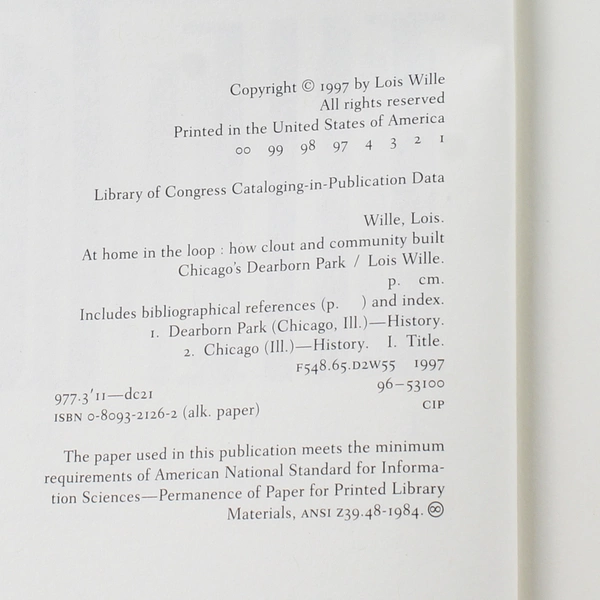 Copyright © 1997 by Lois Wille
All rights reserved
Printed in the United States of America
00 99 98 97 4 3 2 1
Library of Congress Cataloging-in-Publication Data
Wille, Lois.
At home in the loop : how clout and community built
Chicago's Dearborn Park / Lois Wille.
p. cm.
Includes bibliographical references (p. ) and index.
1. Dearborn Park (Chicago, Ill.)—History.
2. Chicago (Ill.)—History. I. Title.
F548.65.D2W55 1997
977.3'11—dc21 96–53100
ISBN 0-8093-2126-2 (alk. paper) CIP
The paper used in this publication meets the minimum
requirements of American National Standard for Informa-
tion Sciences—Permanence of Paper for Printed Library
Materials, ANSI Z39.48-1984. ♾